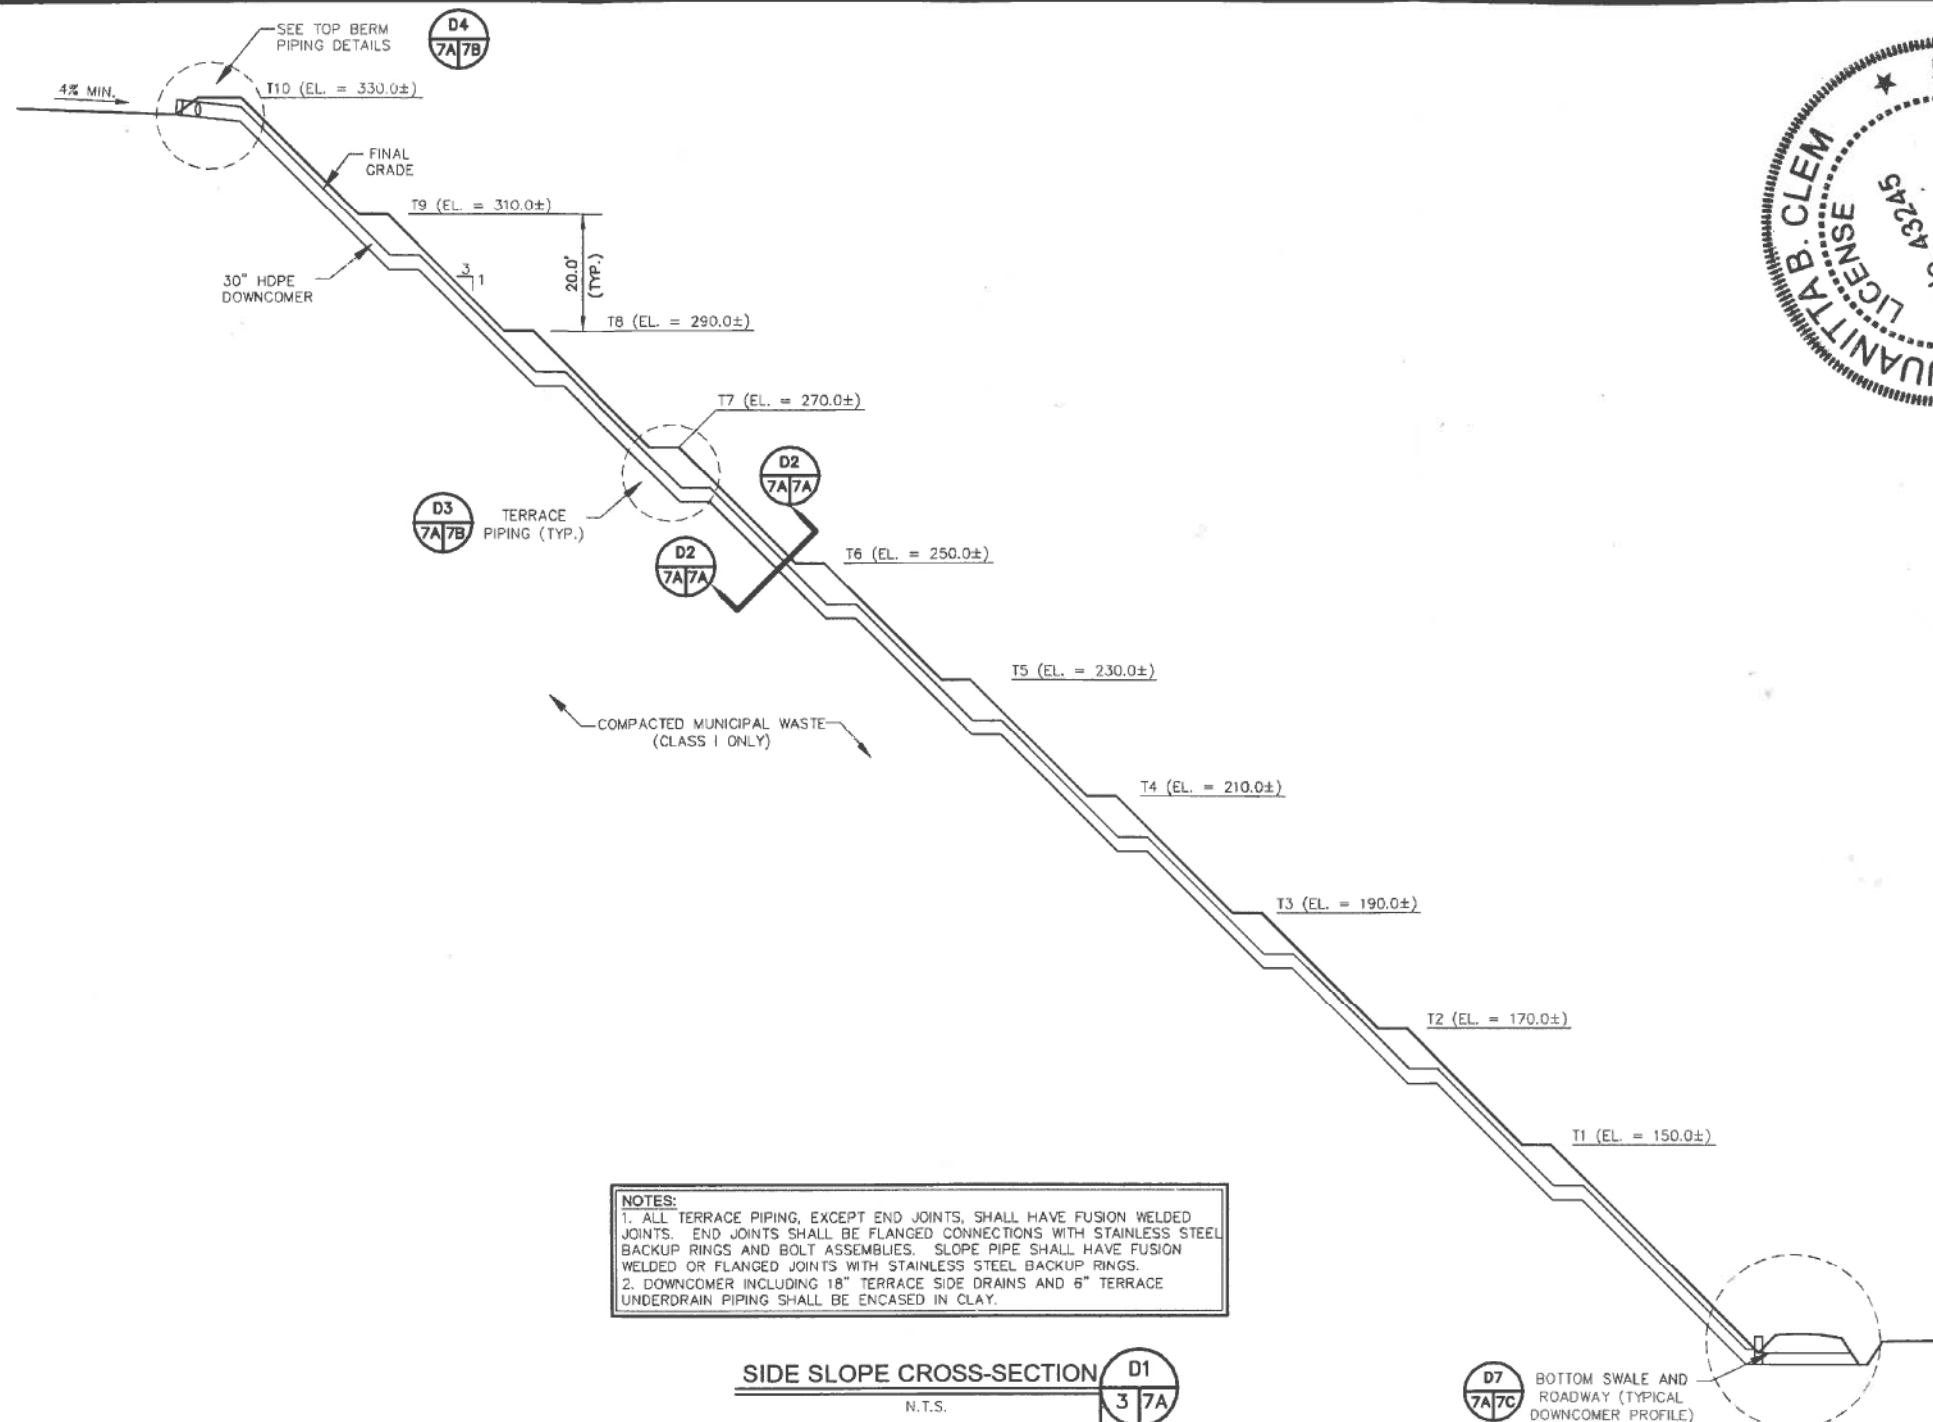 SEE TOP BERM
PIPING DETAILS
D4
7A 7B
4% MIN.
T10 (EL. = 330.0±)
FINAL
GRADE
T9 (EL. = 310.0±)
30" HDPE
DOWNCOMER
3
1
20.0'
(TYP.)
T8 (EL. = 290.0±)
T7 (EL. = 270.0±)
D2
7A 7A
D3
7A 7B
TERRACE
PIPING (TYP.)
D2
7A 7A
T6 (EL. = 250.0±)
T5 (EL. = 230.0±)
COMPACTED MUNICIPAL WASTE
(CLASS I ONLY)
T4 (EL. = 210.0±)
T3 (EL. = 190.0±)
T2 (EL. = 170.0±)
T1 (EL. = 150.0±)
NOTES:
1. ALL TERRACE PIPING, EXCEPT END JOINTS, SHALL HAVE FUSION WELDED
JOINTS. END JOINTS SHALL BE FLANGED CONNECTIONS WITH STAINLESS STEEL
BACKUP RINGS AND BOLT ASSEMBLIES. SLOPE PIPE SHALL HAVE FUSION
WELDED OR FLANGED JOINTS WITH STAINLESS STEEL BACKUP RINGS.
2. DOWNCOMER INCLUDING 18" TERRACE SIDE DRAINS AND 6" TERRACE
UNDERDRAIN PIPING SHALL BE ENCASED IN CLAY.
SIDE SLOPE CROSS-SECTION
N.T.S.
D1
3 7A
D7
7A 7C
BOTTOM SWALE AND
ROADWAY (TYPICAL
DOWNCOMER PROFILE)
JUANITTA B. CLEM
LICENSE
43245